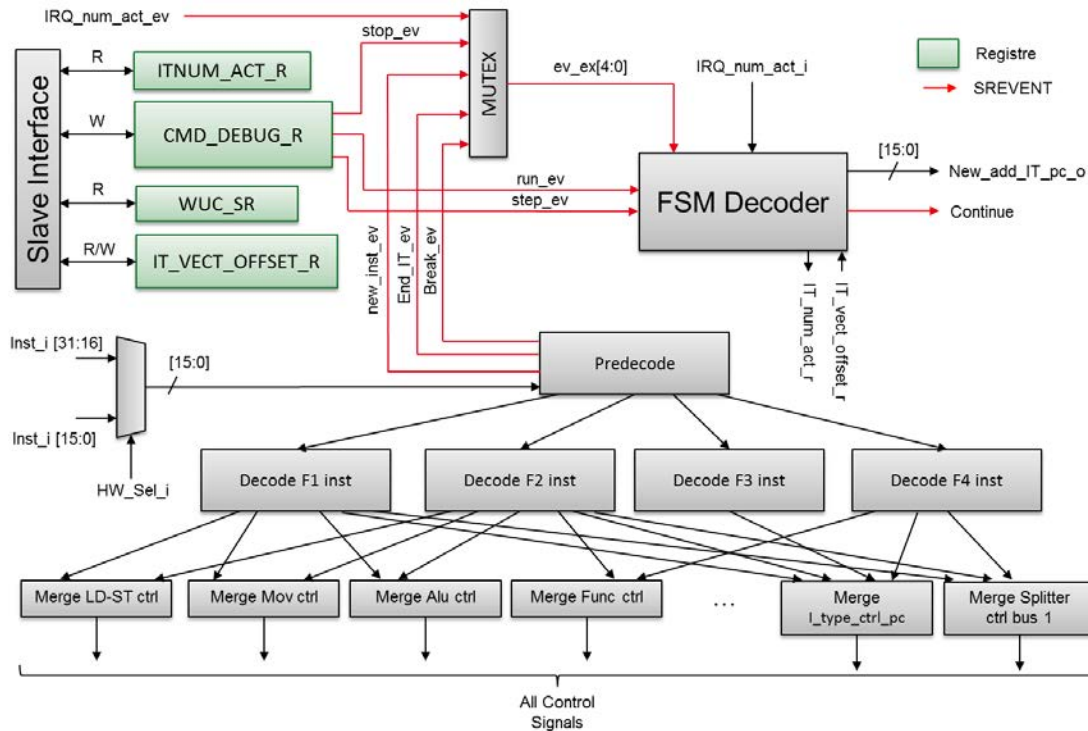 IRQ_num_act_ev
stop_ev
Slave Interface
R
ITNUM_ACT_R
W
CMD_DEBUG_R
R
WUC_SR
R/W
IT_VECT_OFFSET_R
MUTEX
ev_ex[4:0]
IRQ_num_act_i
Registre
SREVENT
run_ev
step_ev
FSM Decoder
[15:0]
New_add_IT_pc_o
Continue
new_inst_ev
End_IT_ev
Break_ev
IT_num_act_r
IT_vect_offset_r
Inst_i [31:16]
[15:0]
Inst_i [15:0]
HW_Sel_i
Predecode
Decode F1 inst
Decode F2 inst
Decode F3 inst
Decode F4 inst
Merge LD-ST ctrl
Merge Mov ctrl
Merge Alu ctrl
Merge Func ctrl
...
Merge
I_type_ctrl_pc
Merge Splitter
ctrl bus 1
All Control
Signals